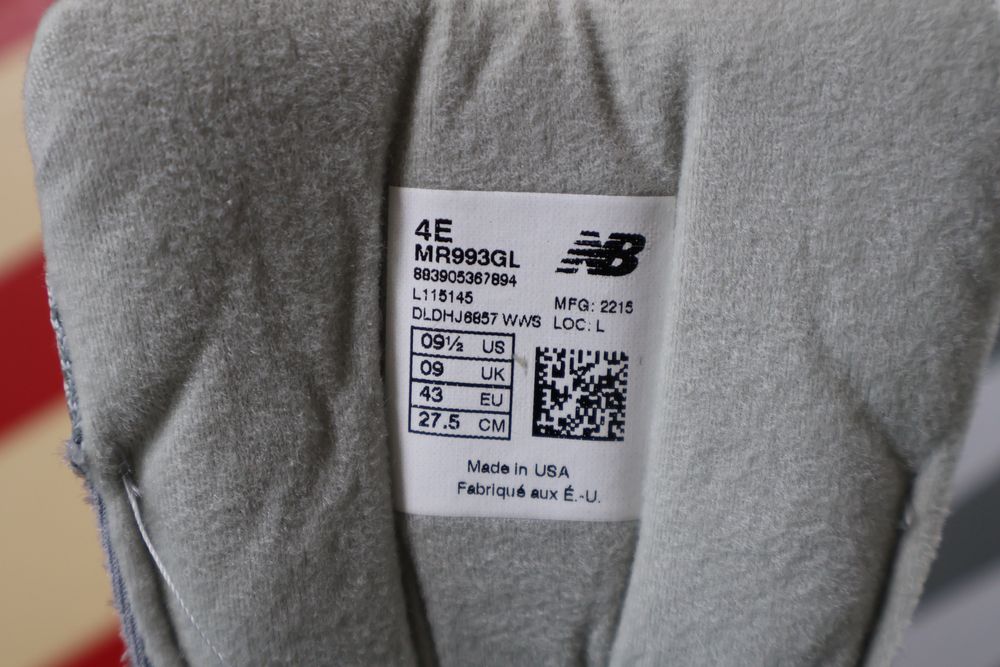 4E
MR993GL
NB
883905367894
L115145
MFG: 2215
DLDHJ6857 WWS
LOC: L
09½ US
09 UK
43 EU
27.5 CM
Made in USA
Fabriqué aux É.-U.